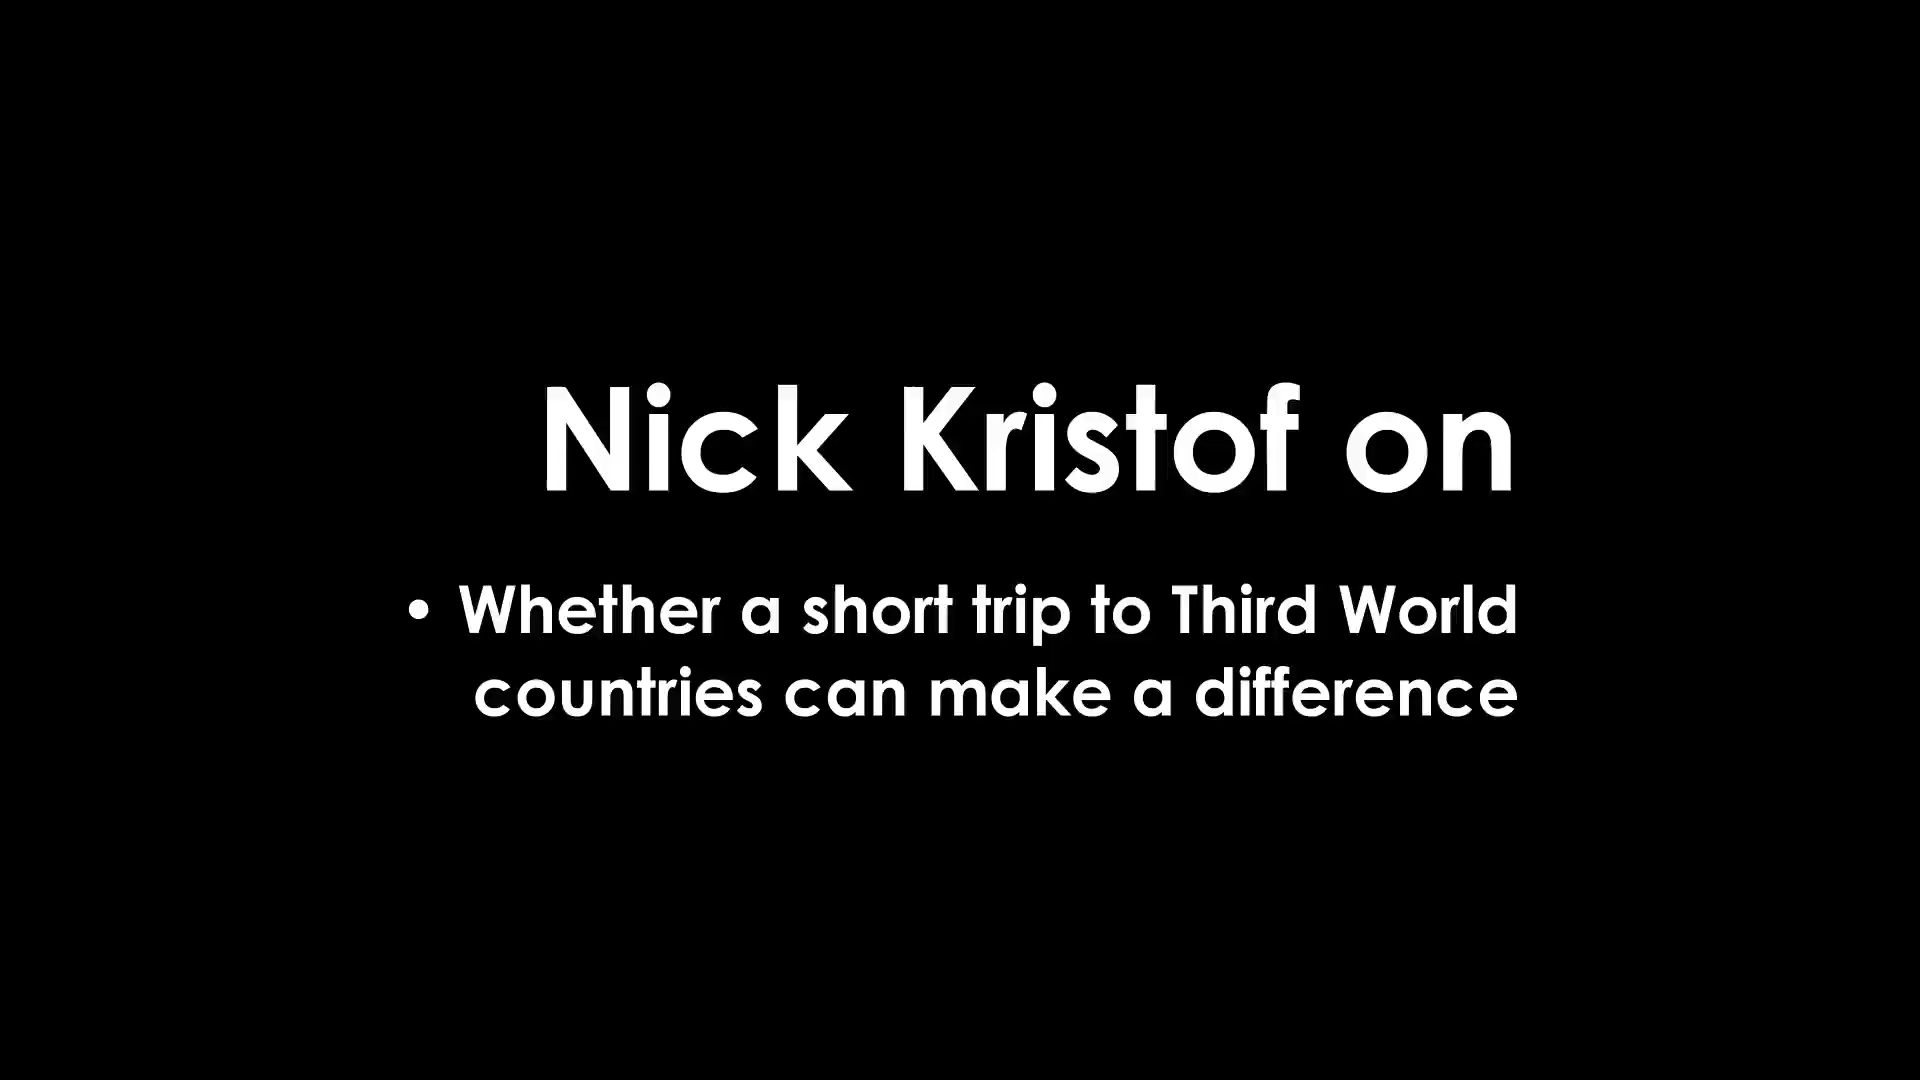 Nick Kristof on
• Whether a short trip to Third World
countries can make a difference